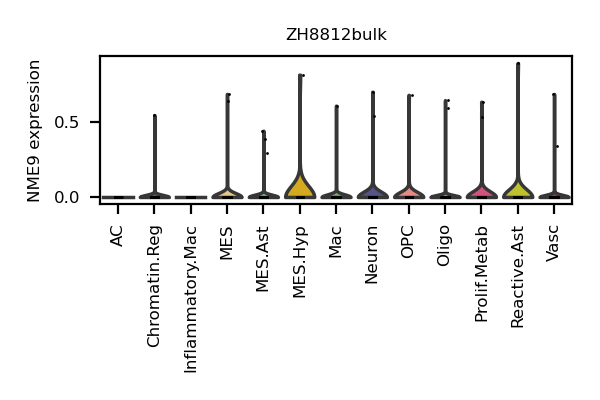 ZH8812bulk
NME9 expression
0.5
0.0
AC
Chromatin.Reg
Inflammatory.Mac
MES
MES.Ast
MES.Hyp
Mac
Neuron
OPC
Oligo
Prolif.Metab
Reactive.Ast
Vasc